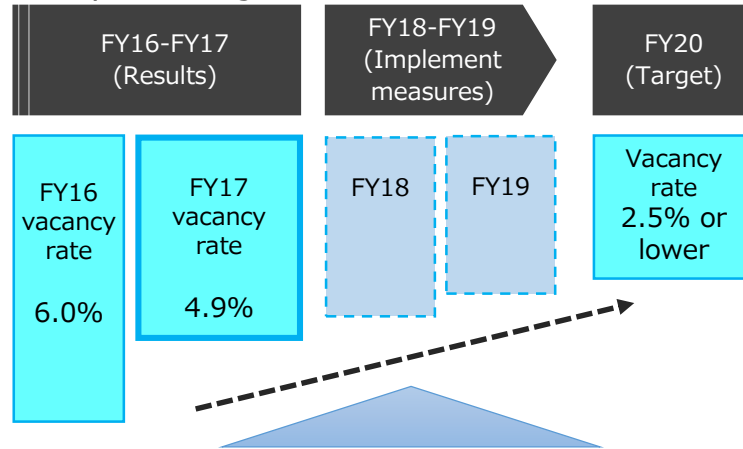 FY16-FY17
(Results)
FY18-FY19
(Implement
measures)
FY20
(Target)
FY16
vacancy
rate
6.0%
FY17
vacancy
rate
4.9%
FY18
FY19
Vacancy
rate
2.5% or
lower